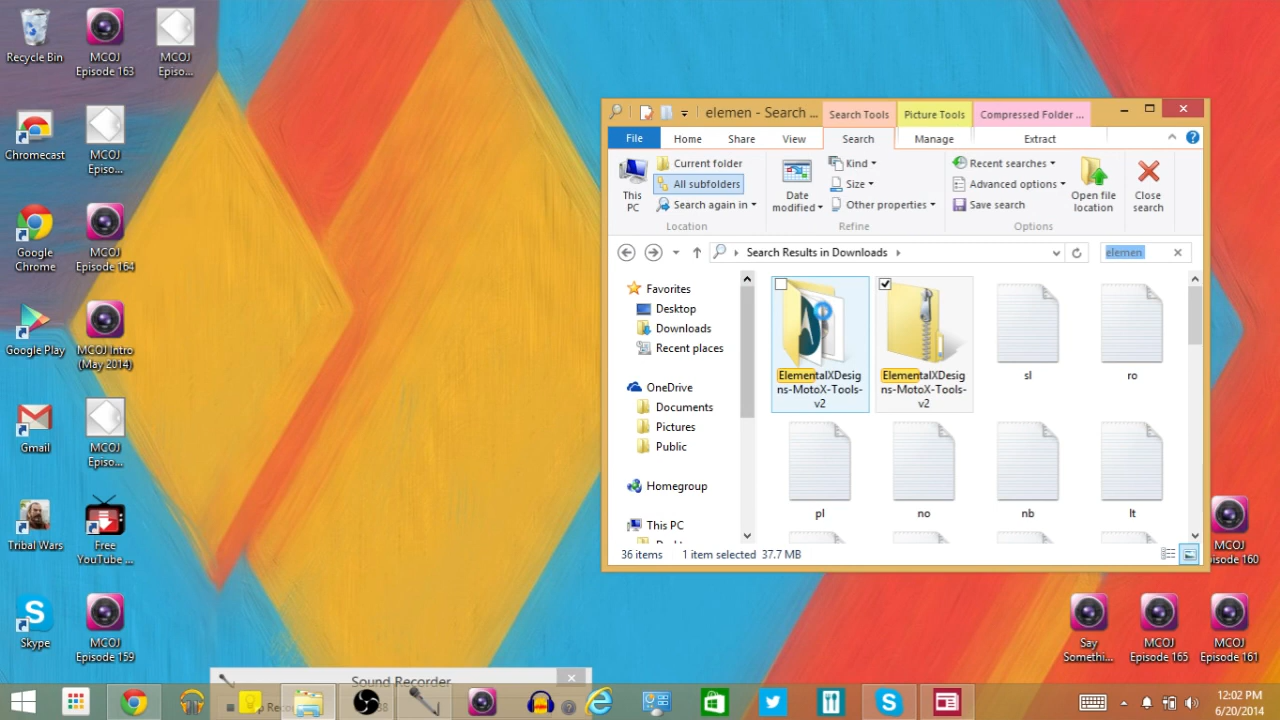 Recycle Bin
MCOJ
Episode 163
MCOJ
Episo...
Chromecast
MCOJ
Episo...
Google
Chrome
MCOJ
Episode 164
Google Play
MCOJ Intro
(May 2014)
Gmail
MCOJ
Episo...
Tribal Wars
Free
YouTube ...
Skype
MCOJ
Episode 159
elemen - Search ...
Search Tools
Picture Tools
Compressed Folder ...
File
Home
Share
View
Search
Manage
Extract
This
PC
Current folder
All subfolders
Search again in
Location
Date
modified
Kind
Size
Other properties
Refine
Recent searches
Advanced options
Save search
Open file
location
Close
search
Options
Search Results in Downloads
elemen
Favorites
Desktop
Downloads
Recent places
OneDrive
Documents
Pictures
Public
Homegroup
This PC
ElementalXDesig
ns-MotoX-Tools-
v2
ElementalXDesig
ns-MotoX-Tools-
v2
sl
ro
pl
no
nb
lt
36 items
1 item selected
37.7 MB
MCOJ
isode 160
Say
Somethi...
MCOJ
Episode 165
MCOJ
Episode 161
Sound Recorder
12:02 PM
6/20/2014